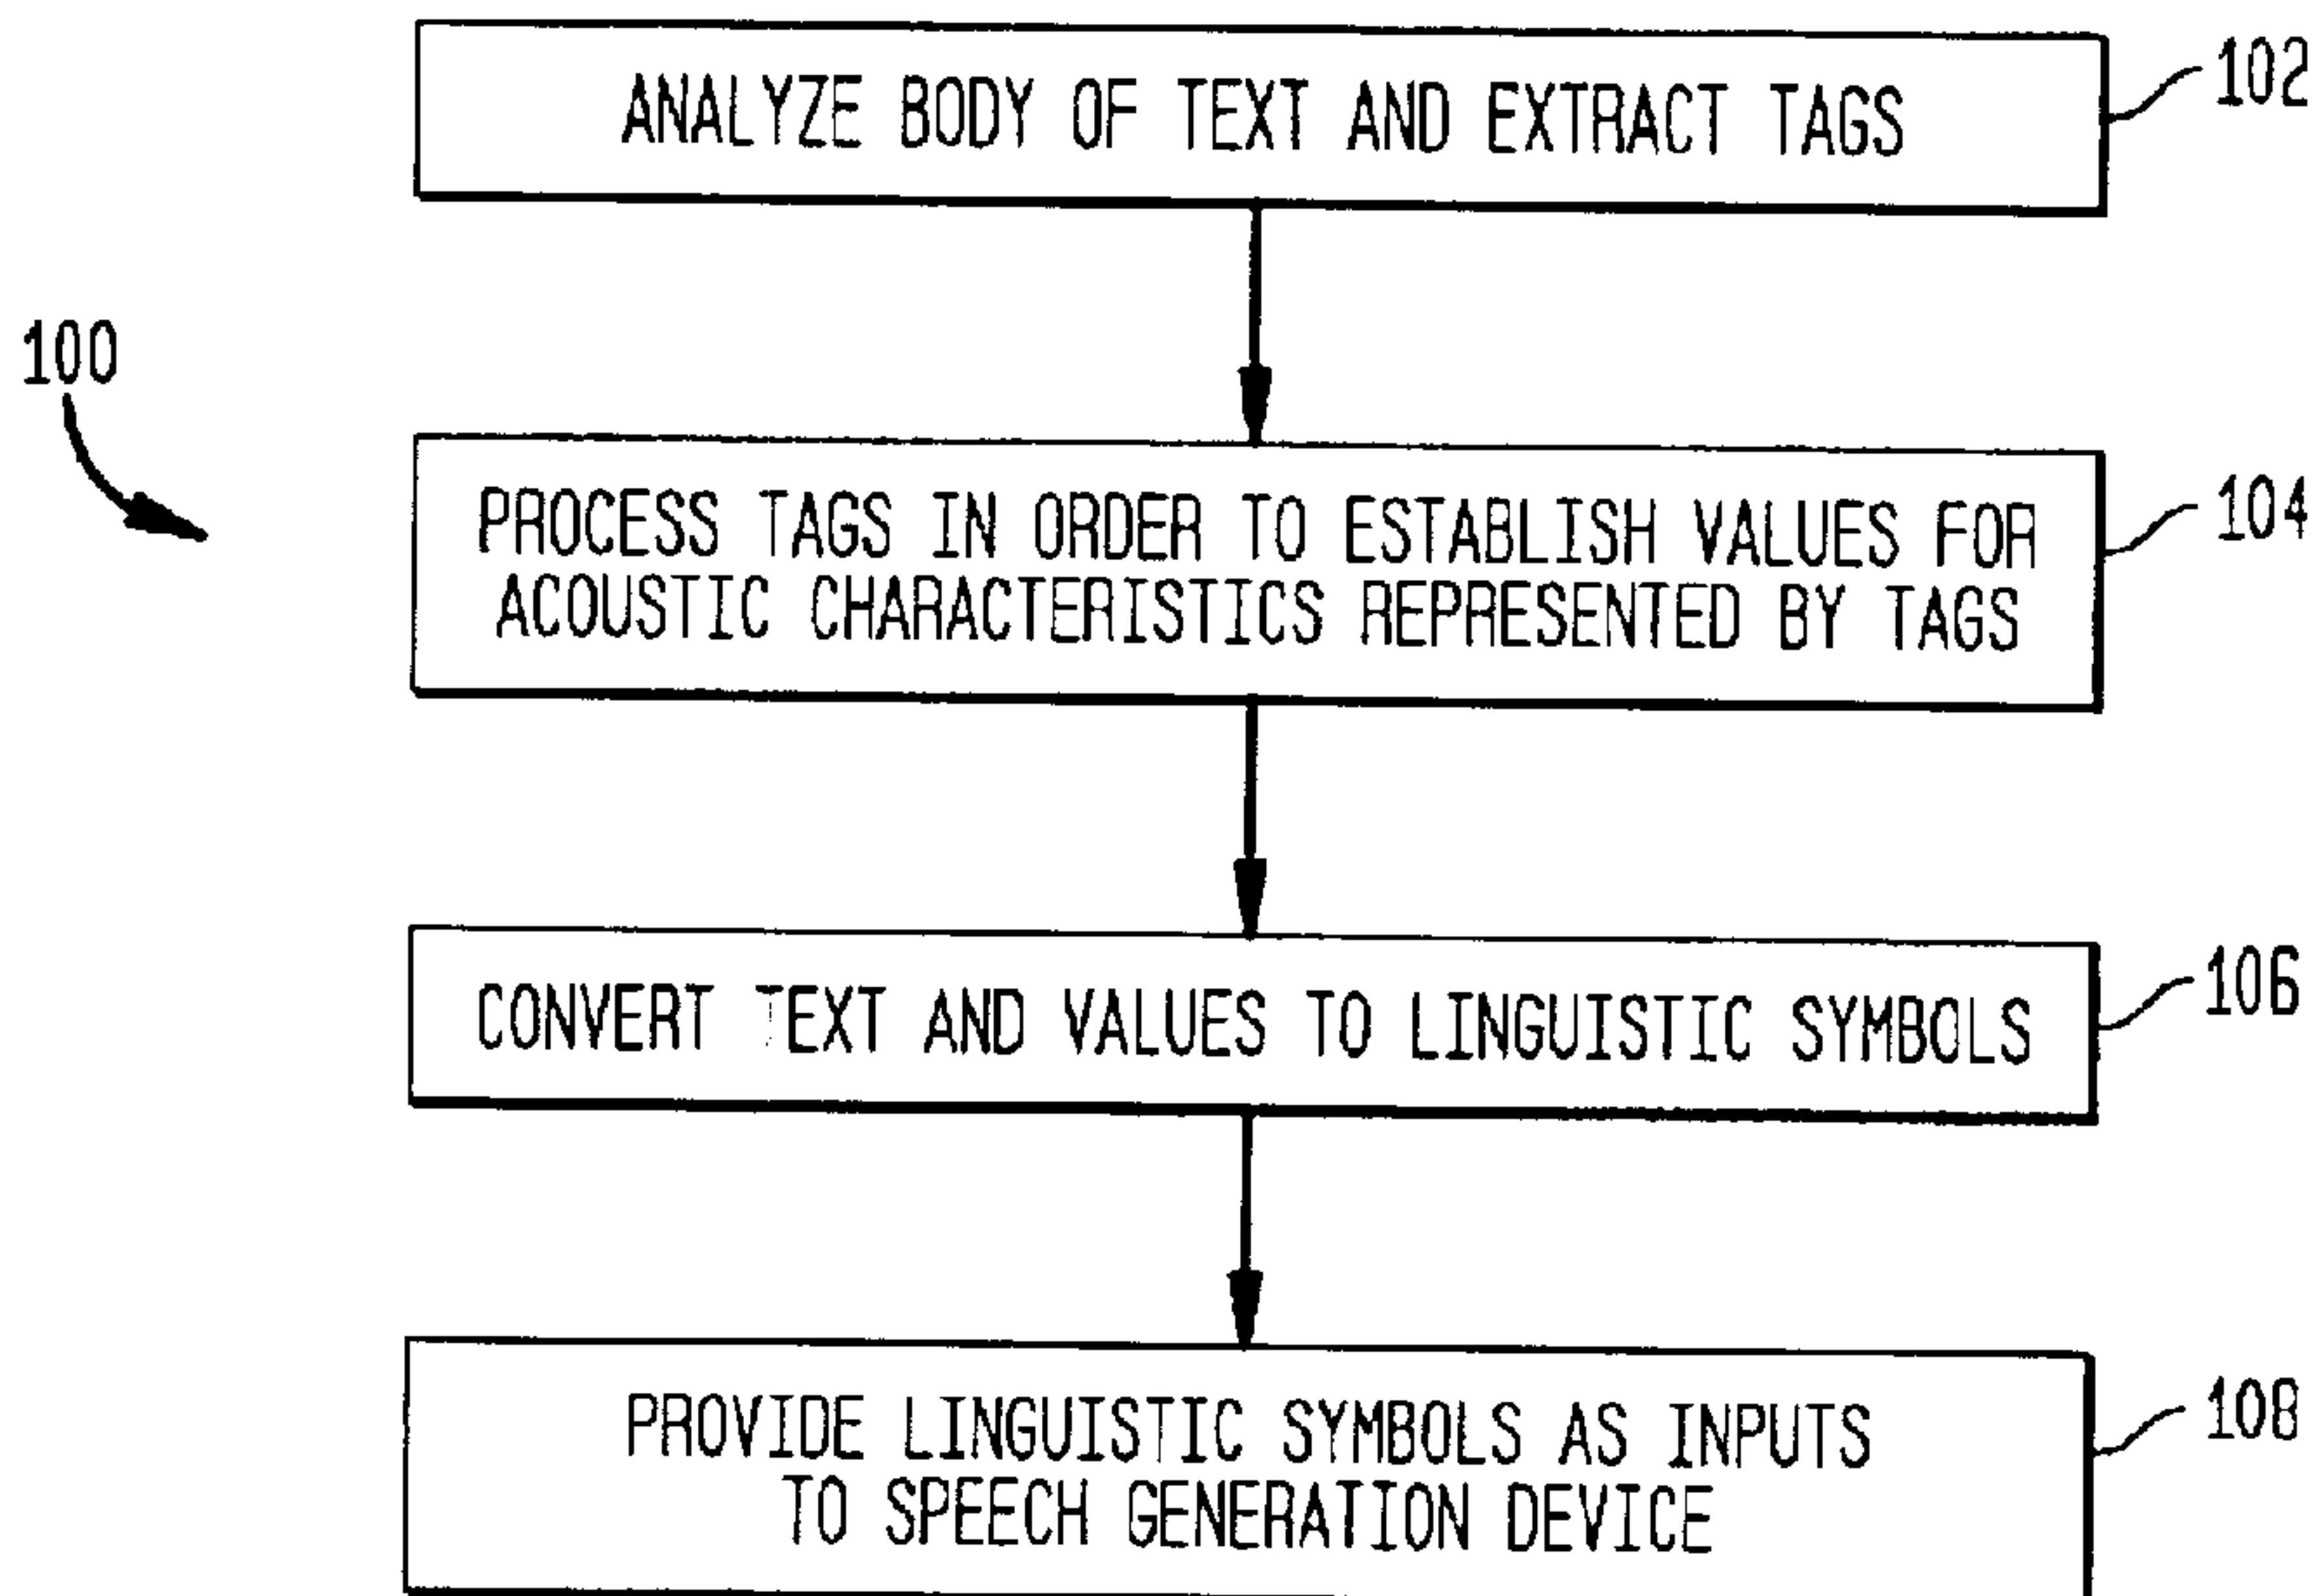 ANALYZE BODY OF TEXT AND EXTRACT TAGS
102
100
PROCESS TAGS IN ORDER TO ESTABLISH VALUES FOR
ACOUSTIC CHARACTERISTICS REPRESENTED BY TAGS
104
CONVERT TEXT AND VALUES TO LINGUISTIC SYMBOLS
106
PROVIDE LINGUISTIC SYMBOLS AS INPUTS
TO SPEECH GENERATION DEVICE
108